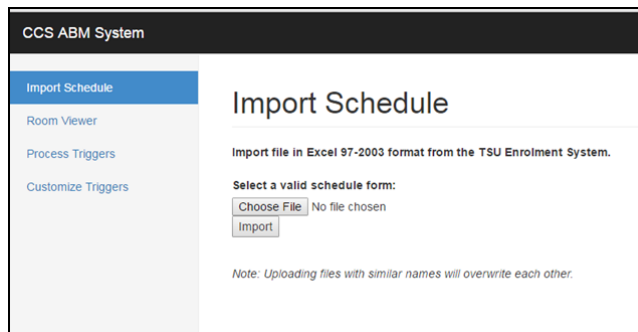 CCS ABM System
Import Schedule
Room Viewer
Process Triggers
Customize Triggers
Import Schedule
Import file in Excel 97-2003 format from the TSU Enrolment System.
Select a valid schedule form:
Choose File No file chosen
Import
Note: Uploading files with similar names will overwrite each other.